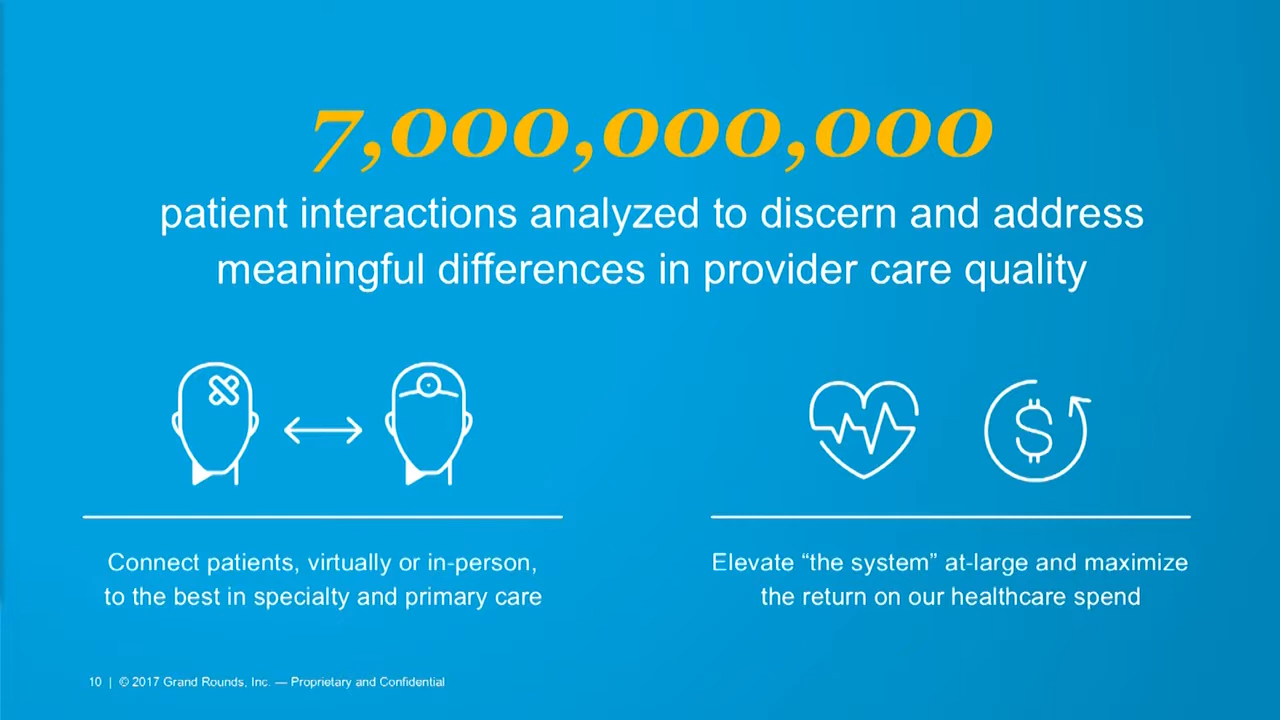 7,000,000,000
patient interactions analyzed to discern and address
meaningful differences in provider care quality
$
Connect patients, virtually or in-person,
to the best in specialty and primary care
Elevate “the system” at-large and maximize
the return on our healthcare spend
10 | © 2017 Grand Rounds, Inc. — Proprietary and Confidential